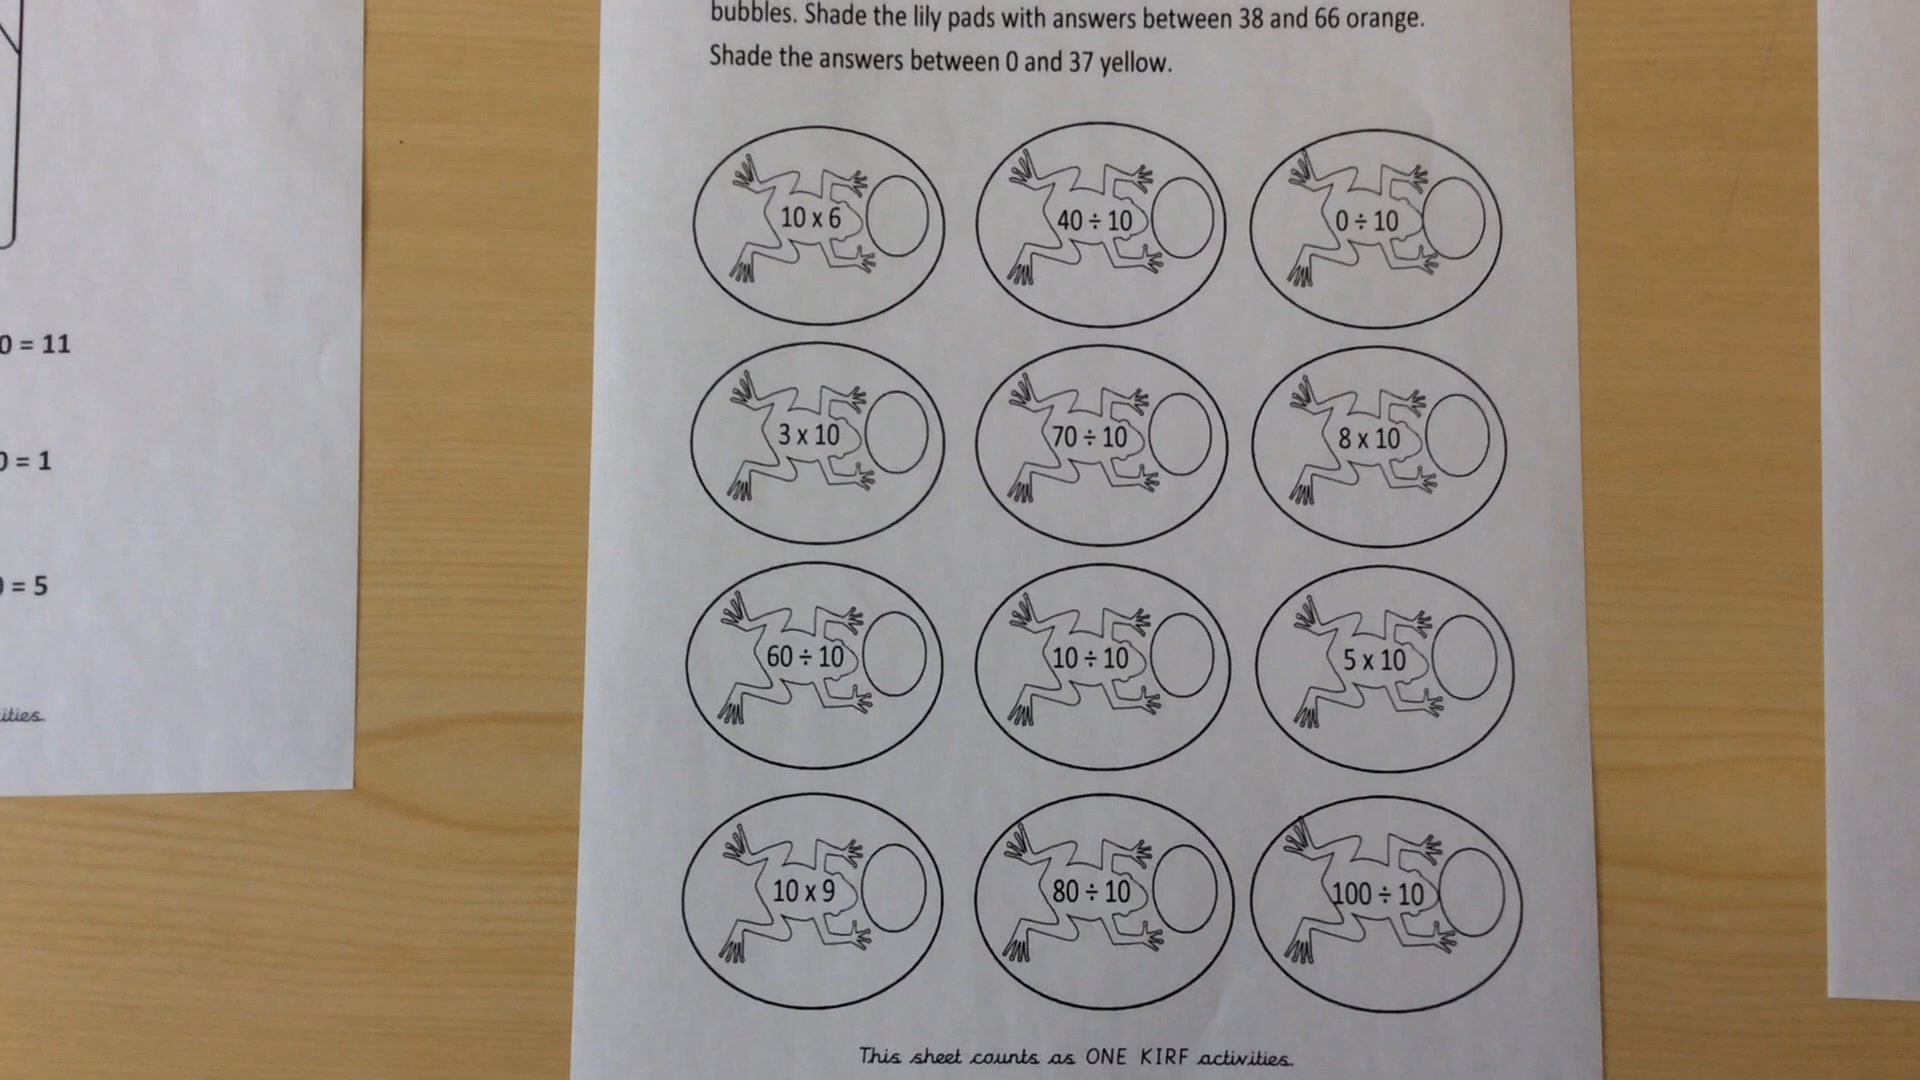 bubbles. Shade the lily pads with answers between 38 and 66 orange.
Shade the answers between 0 and 37 yellow.
10 x 6
40 ÷ 10
0 ÷ 10
3 x 10
70 ÷ 10
8 x 10
60 ÷ 10
10 ÷ 10
5 x 10
10 x 9
80 ÷ 10
100 ÷ 10
This sheet counts as ONE KIRF activities.
0 = 11
0 = 1
0 = 5
ities.